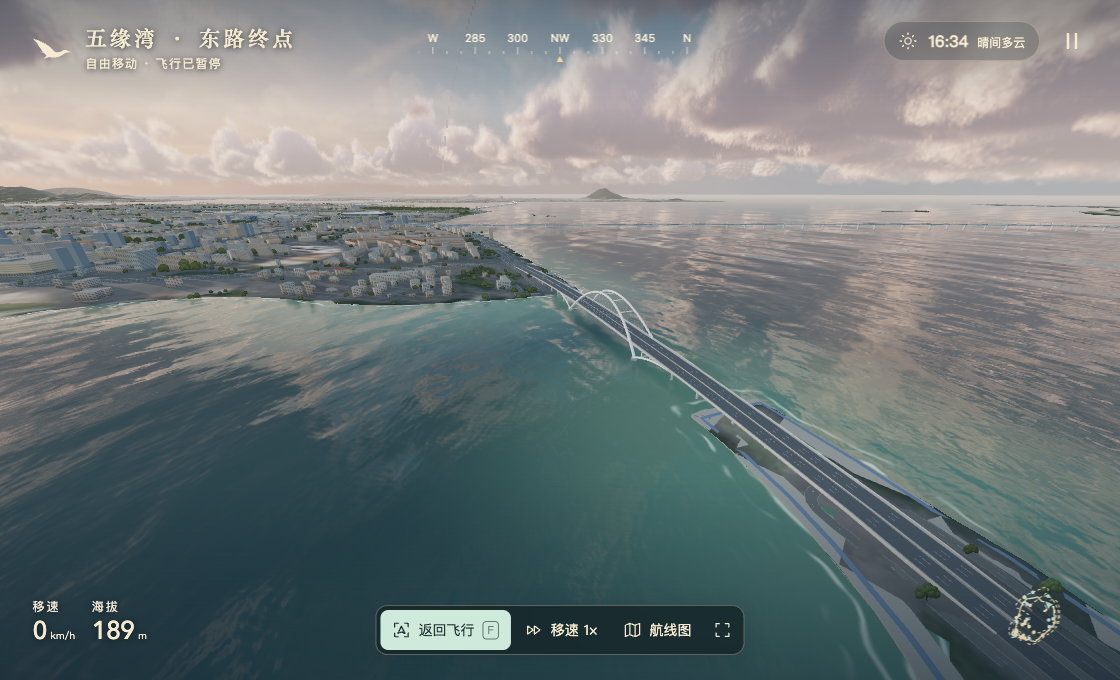 五缘湾 · 东路终点
自由移动 · 飞行已暂停
W 285 300 NW 330 345 N
16:34 晴间多云
移速 海拔
0 km/h 189 m
返回飞行 F 移速 1x 航线图